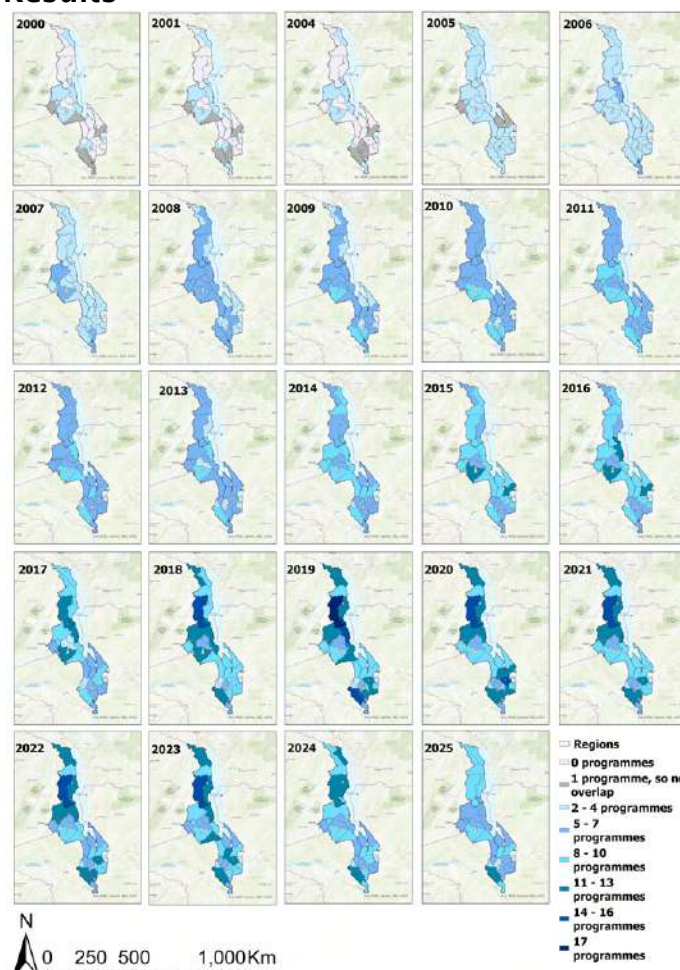 Results
2000 2001 2004 2005 2006
2007 2008 2009 2010 2011
2012 2013 2014 2015 2016
2017 2018 2019 2020 2021
2022 2023 2024 2025
Regions
0 programmes
1 programme, so no
overlap
2 - 4 programmes
5 - 7
programmes
8 - 10
programmes
11 - 13
programmes
14 - 16
programmes
17
programmes
N
0 250 500 1,000Km